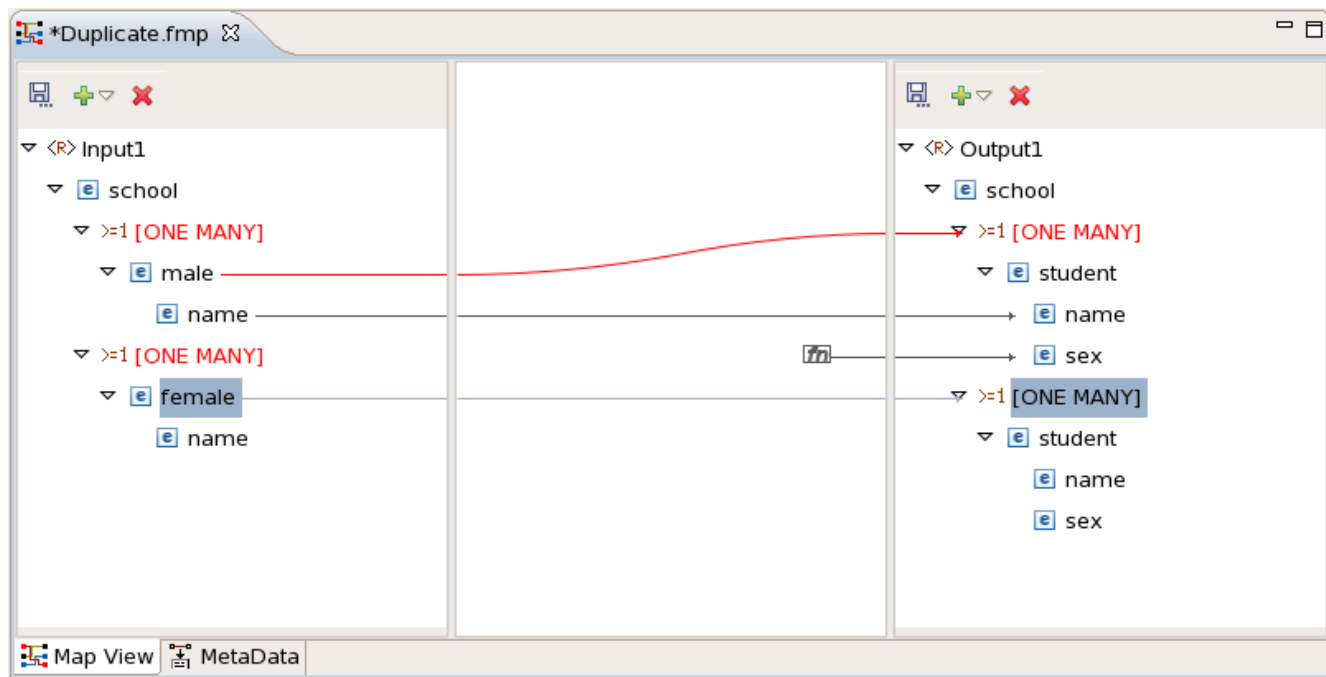 *Duplicate.fmp
<R> Input1
e school
>=1 [ONE MANY]
e male
e name
>=1 [ONE MANY]
e female
e name
fn
<R> Output1
e school
>=1 [ONE MANY]
e student
e name
e sex
>=1 [ONE MANY]
e student
e name
e sex
Map View MetaData